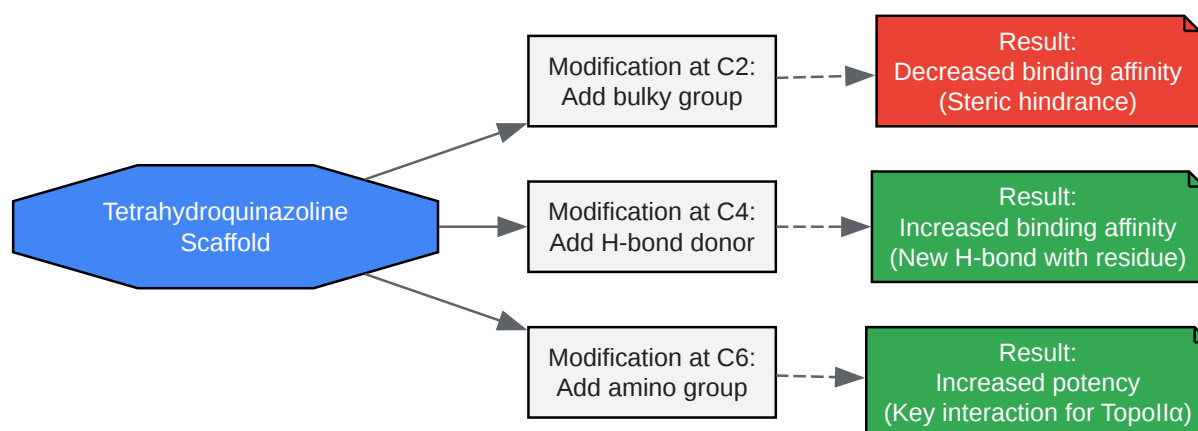 Tetrahydroquinazoline
Scaffold
Modification at C2:
Add bulky group
Result:
Decreased binding affinity
(Steric hindrance)
Modification at C4:
Add H-bond donor
Result:
Increased binding affinity
(New H-bond with residue)
Modification at C6:
Add amino group
Result:
Increased potency
(Key interaction for TopoIIα)